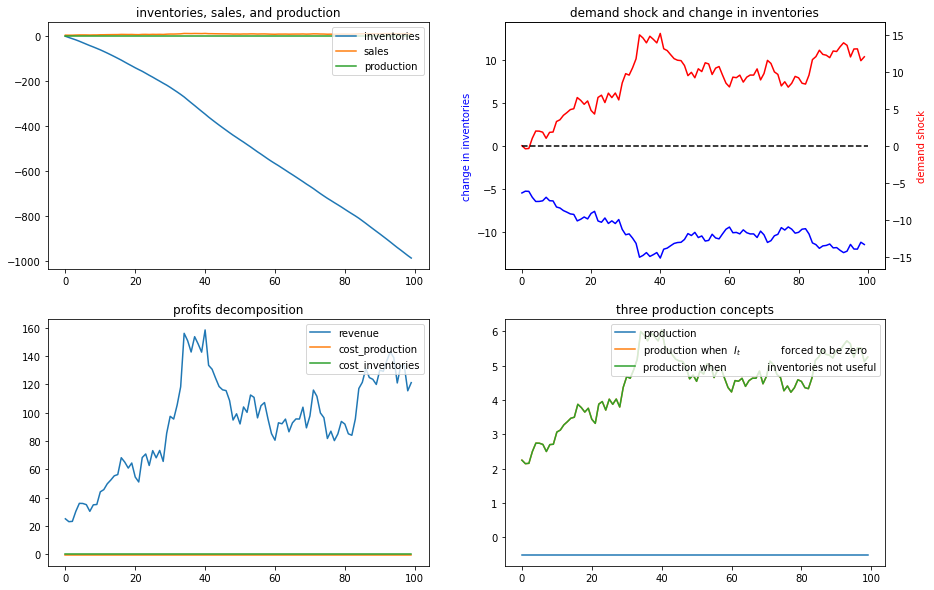 inventories, sales, and production
0
−200
−400
−600
−800
−1000
0 20 40 60 80 100
inventories
sales
production
demand shock and change in inventories
change in inventories
10
5
0
−5
−10
15
10
5
0
−5
−10
−15
demand shock
0 20 40 60 80 100
profits decomposition
160
140
120
100
80
60
40
20
0
0 20 40 60 80 100
revenue
cost_production
cost_inventories
three production concepts
6
5
4
3
2
1
0
0 20 40 60 80 100
production
production when I_t forced to be zero
production when inventories not useful